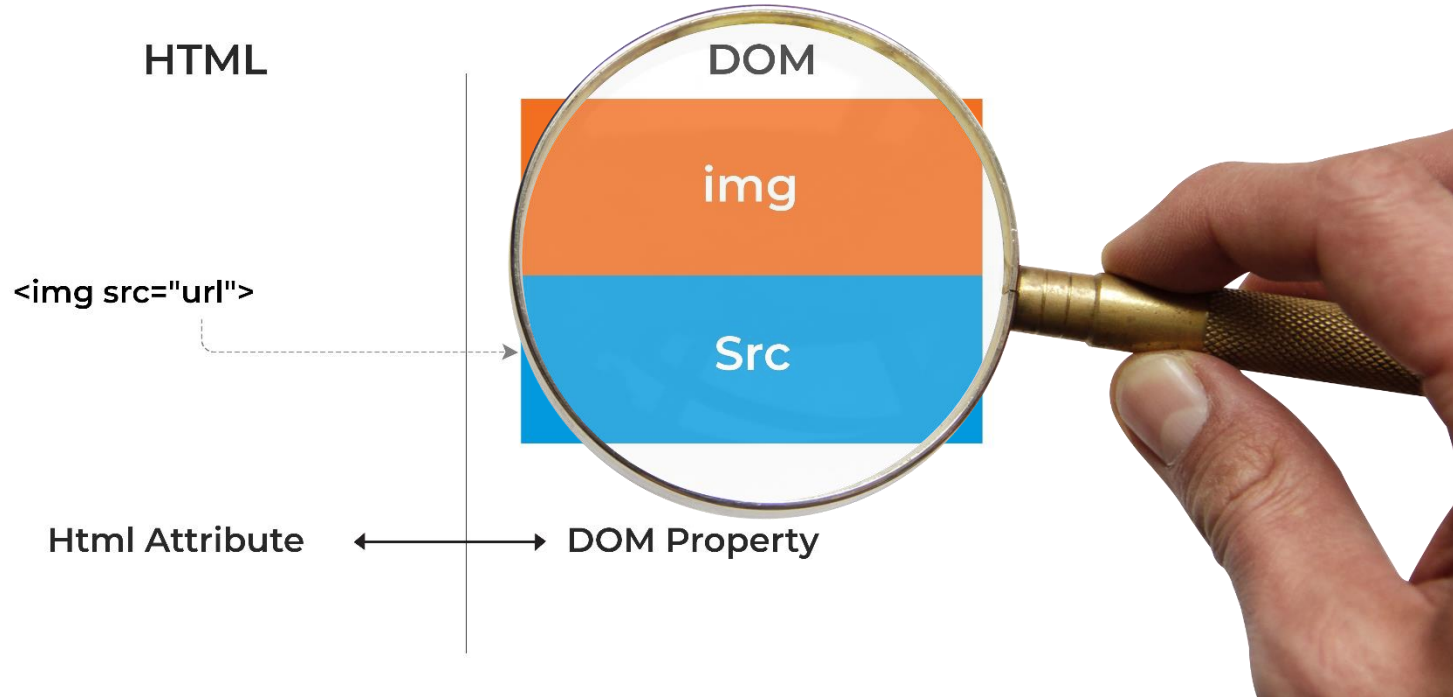 HTML
DOM
img
<img src="url">
Src
Html Attribute
DOM Property